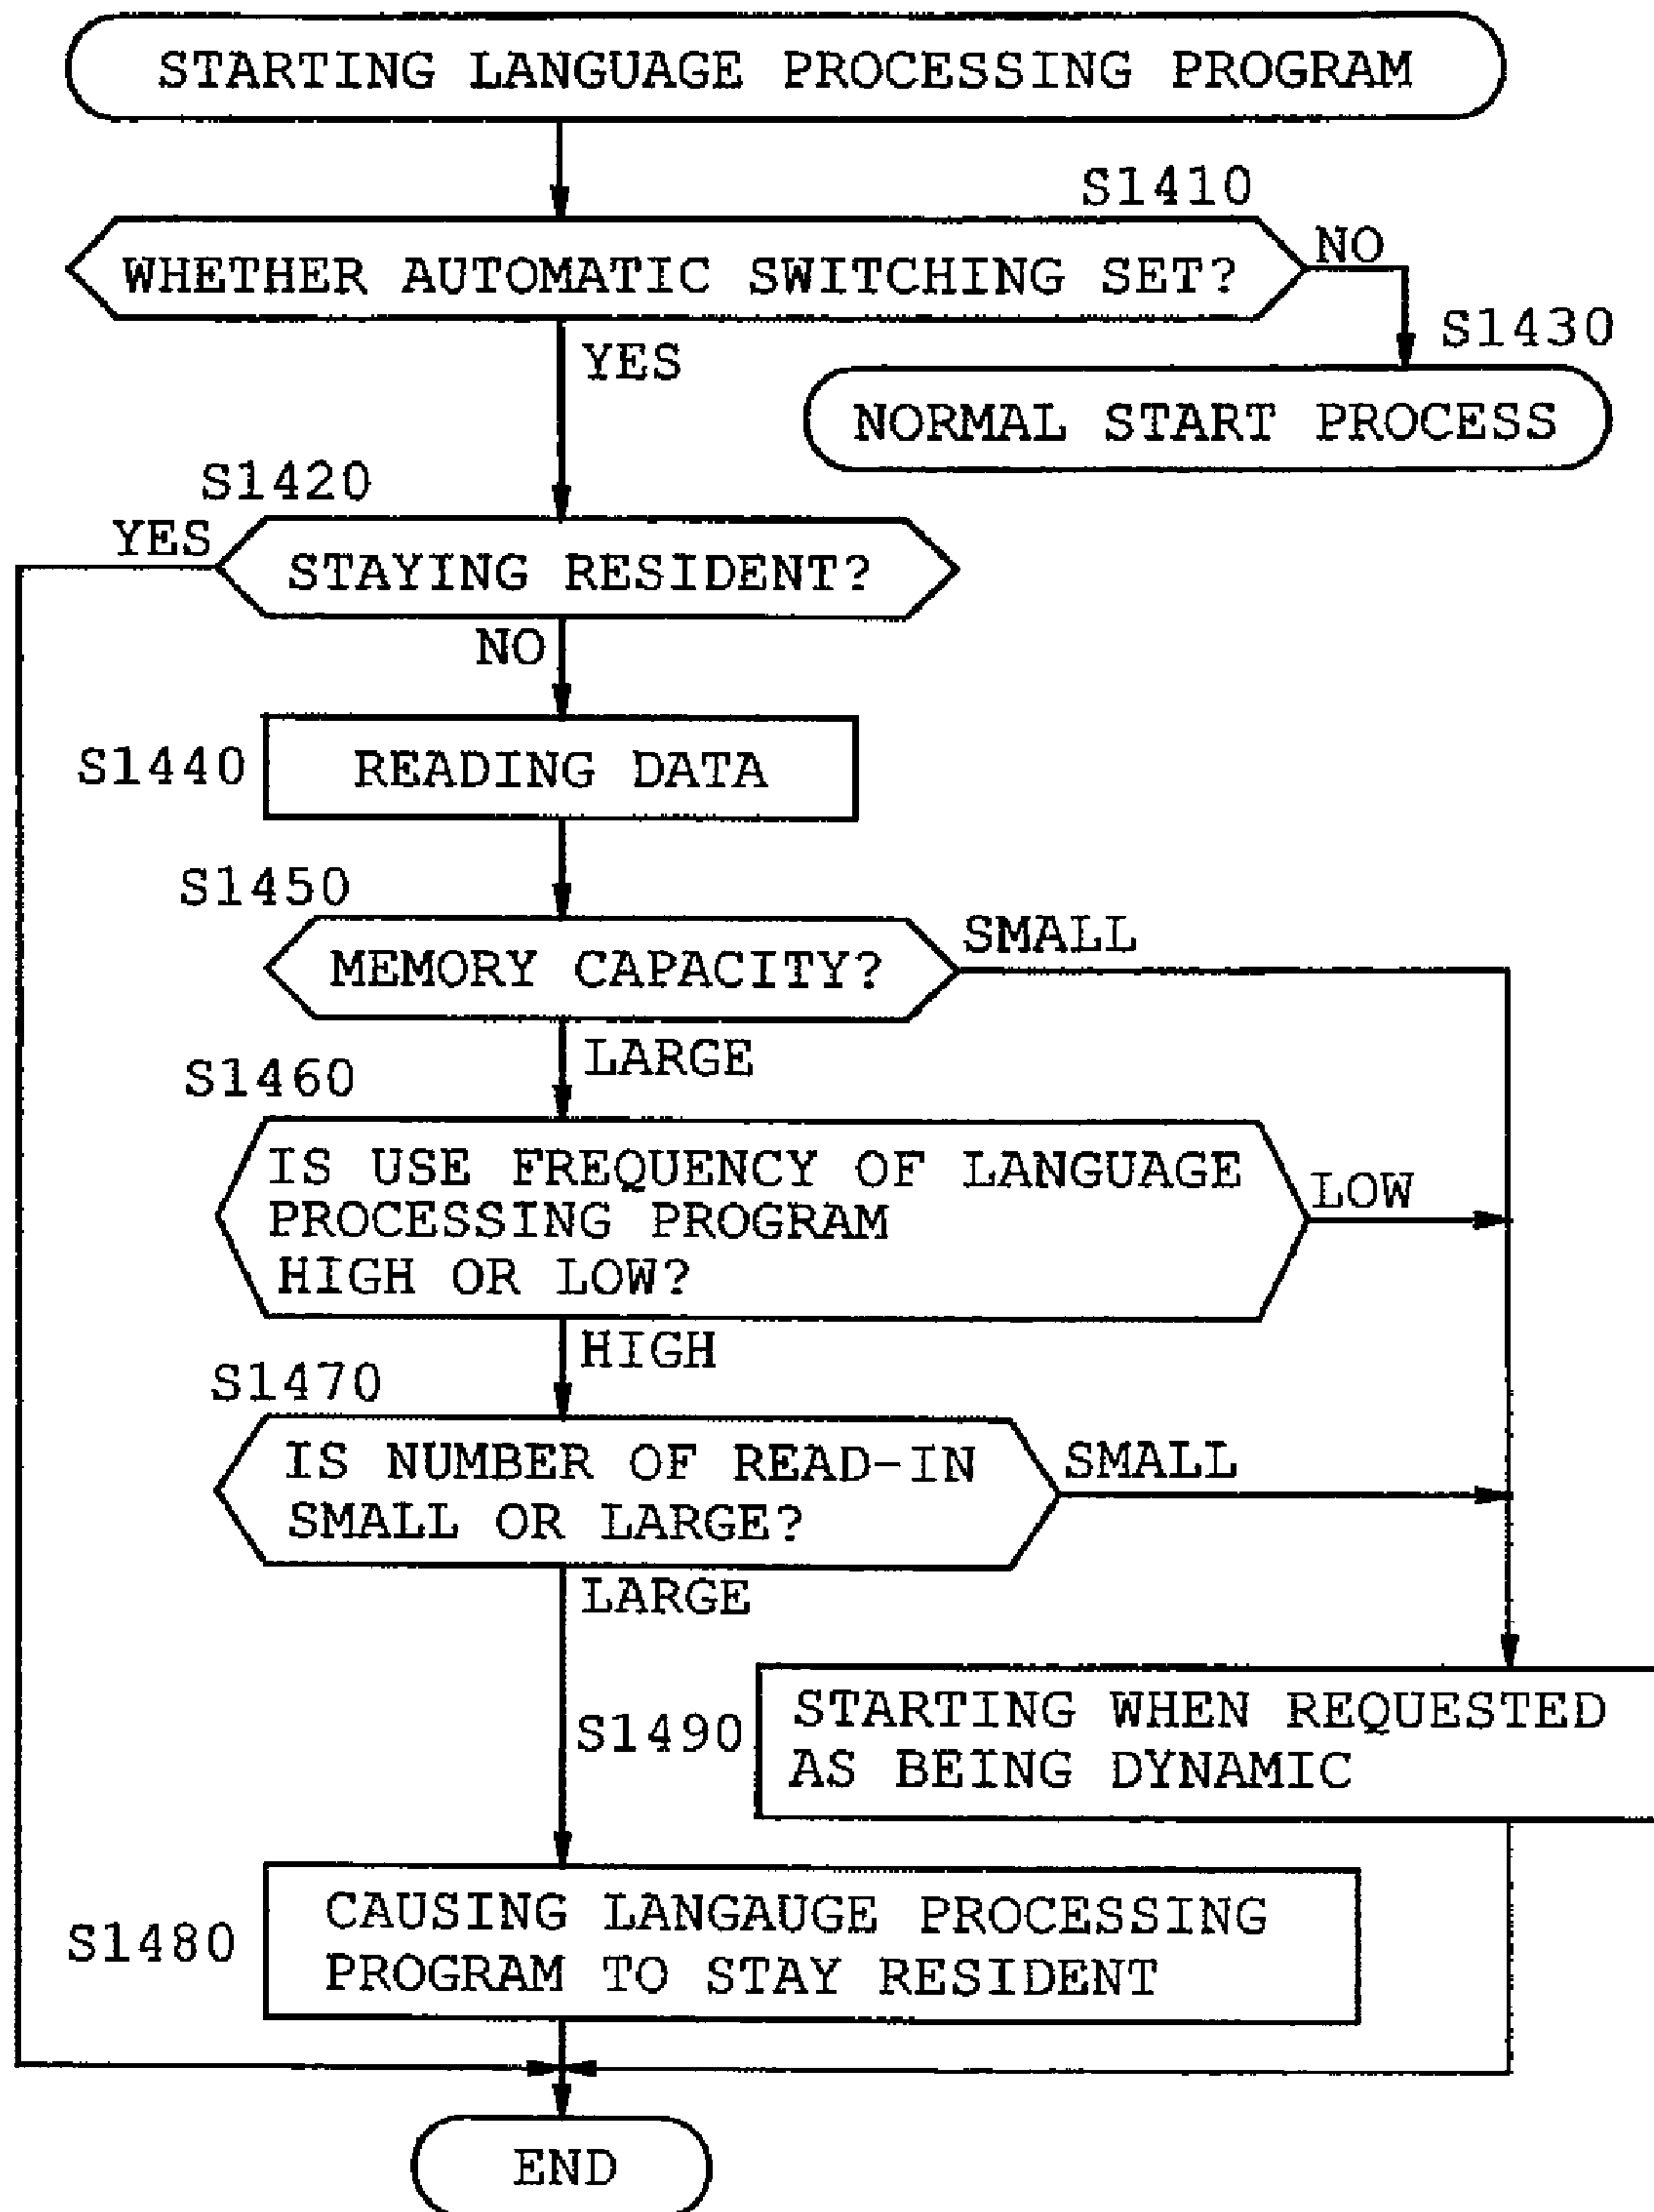 STARTING LANGUAGE PROCESSING PROGRAM
S1410
WHETHER AUTOMATIC SWITCHING SET?
NO
S1430
YES
NORMAL START PROCESS
S1420
YES
STAYING RESIDENT?
NO
S1440
READING DATA
S1450
SMALL
MEMORY CAPACITY?
LARGE
S1460
IS USE FREQUENCY OF LANGUAGE
PROCESSING PROGRAM
HIGH OR LOW?
LOW
HIGH
S1470
IS NUMBER OF READ-IN
SMALL OR LARGE?
SMALL
LARGE
S1490
STARTING WHEN REQUESTED
AS BEING DYNAMIC
S1480
CAUSING LANGAUGE PROCESSING
PROGRAM TO STAY RESIDENT
END